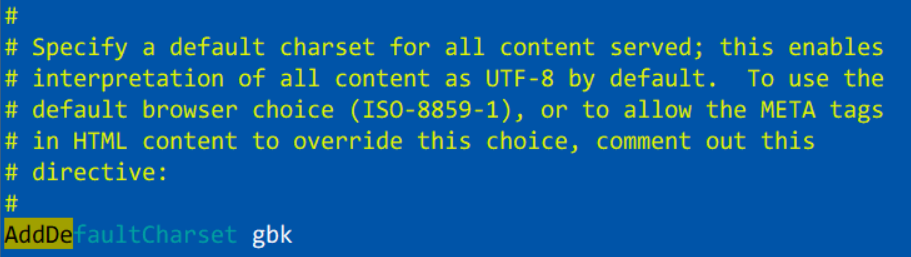 #
# Specify a default charset for all content served; this enables
# interpretation of all content as UTF-8 by default.  To use the
# default browser choice (ISO-8859-1), or to allow the META tags
# in HTML content to override this choice, comment out this
# directive:
#
AddDefaultCharset gbk